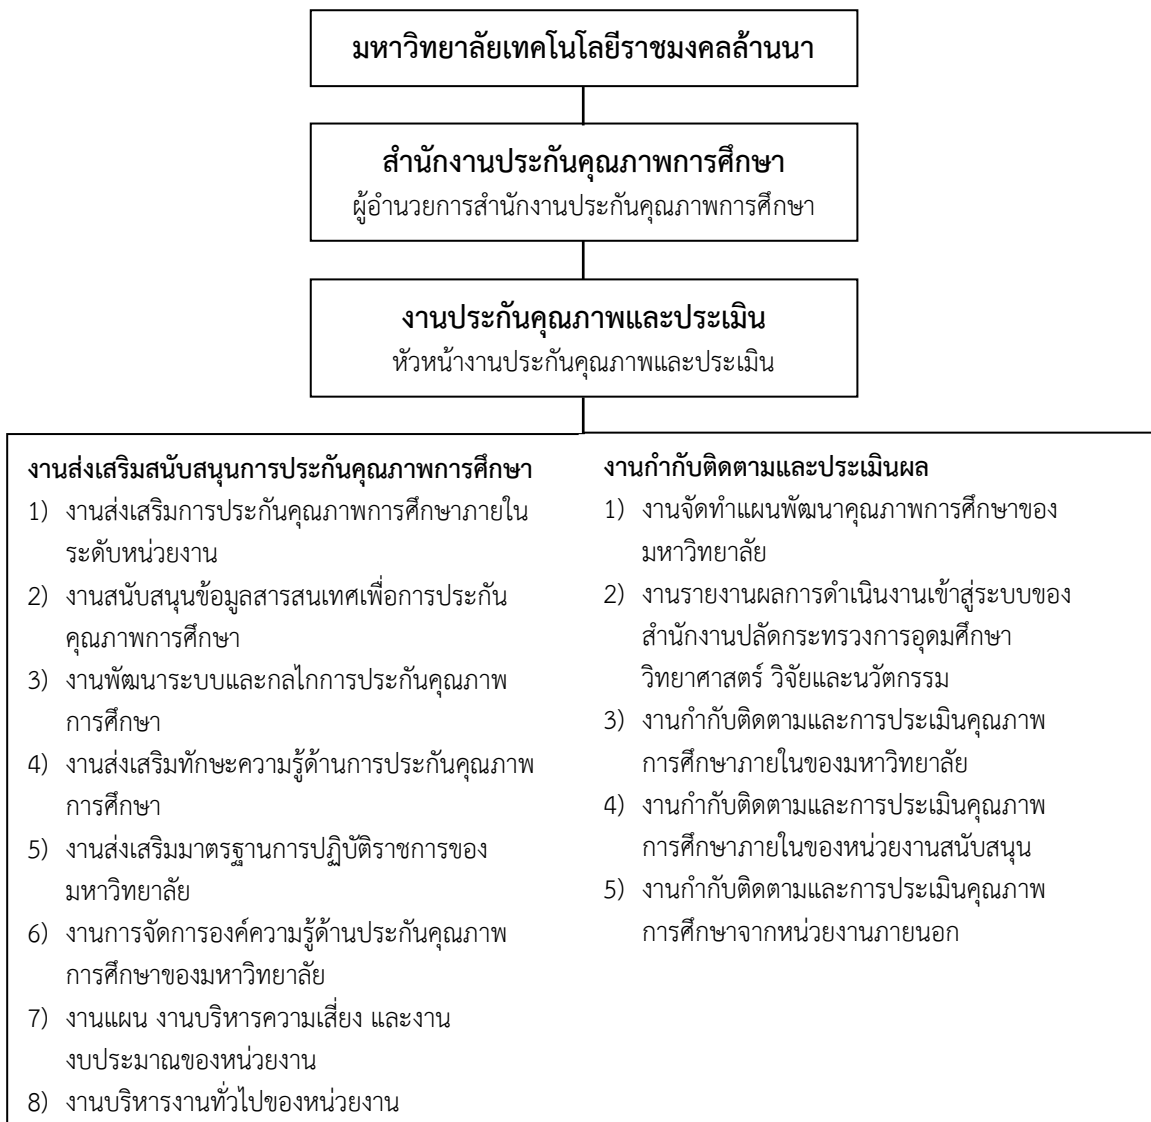 มหาวิทยาลัยเทคโนโลยีราชมงคลล้านนา
สำนักงานประกันคุณภาพการศึกษา
ผู้อำนวยการสำนักงานประกันคุณภาพการศึกษา
งานประกันคุณภาพและประเมิน
หัวหน้างานประกันคุณภาพและประเมิน
งานส่งเสริมสนับสนุนการประกันคุณภาพการศึกษา
1) งานส่งเสริมการประกันคุณภาพการศึกษาภายใน
ระดับหน่วยงาน
2) งานสนับสนุนข้อมูลสารสนเทศเพื่อการประกัน
คุณภาพการศึกษา
3) งานพัฒนาระบบและกลไกการประกันคุณภาพ
การศึกษา
4) งานส่งเสริมทักษะความรู้ด้านการประกันคุณภาพ
การศึกษา
5) งานส่งเสริมมาตรฐานการปฏิบัติราชการของ
มหาวิทยาลัย
6) งานการจัดการองค์ความรู้ด้านประกันคุณภาพ
การศึกษาของมหาวิทยาลัย
7) งานแผน งานบริหารความเสี่ยง และงาน
งบประมาณของหน่วยงาน
8) งานบริหารงานทั่วไปของหน่วยงาน
งานกำกับติดตามและประเมินผล
1) งานจัดทำแผนพัฒนาคุณภาพการศึกษาของ
มหาวิทยาลัย
2) งานรายงานผลการดำเนินงานเข้าสู่ระบบของ
สำนักงานปลัดกระทรวงการอุดมศึกษา
วิทยาศาสตร์ วิจัยและนวัตกรรม
3) งานกำกับติดตามและการประเมินคุณภาพ
การศึกษาภายในของมหาวิทยาลัย
4) งานกำกับติดตามและการประเมินคุณภาพ
การศึกษาภายในของหน่วยงานสนับสนุน
5) งานกำกับติดตามและการประเมินคุณภาพ
การศึกษาจากหน่วยงานภายนอก